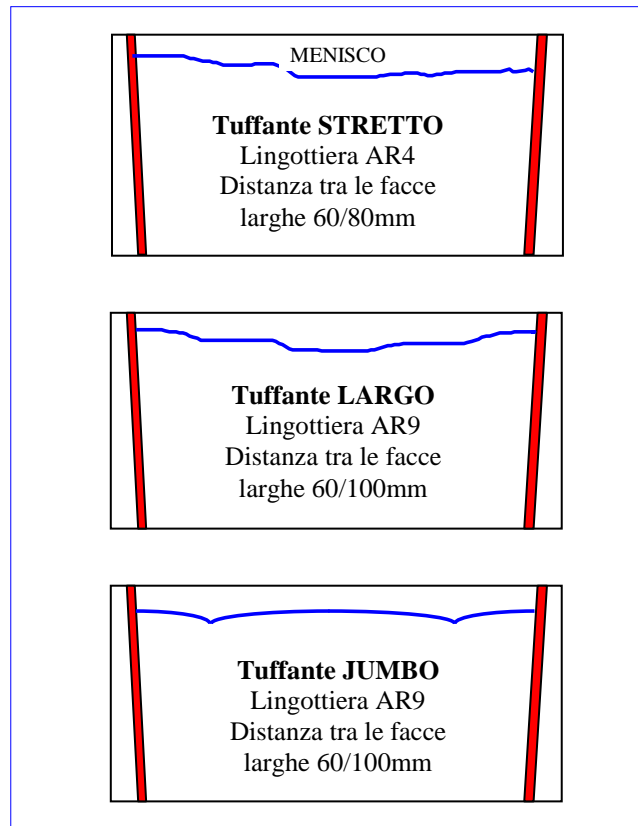 MENISCO
Tuffante STRETTO
Lingottiera AR4
Distanza tra le facce
larghe 60/80mm
Tuffante LARGO
Lingottiera AR9
Distanza tra le facce
larghe 60/100mm
Tuffante JUMBO
Lingottiera AR9
Distanza tra le facce
larghe 60/100mm